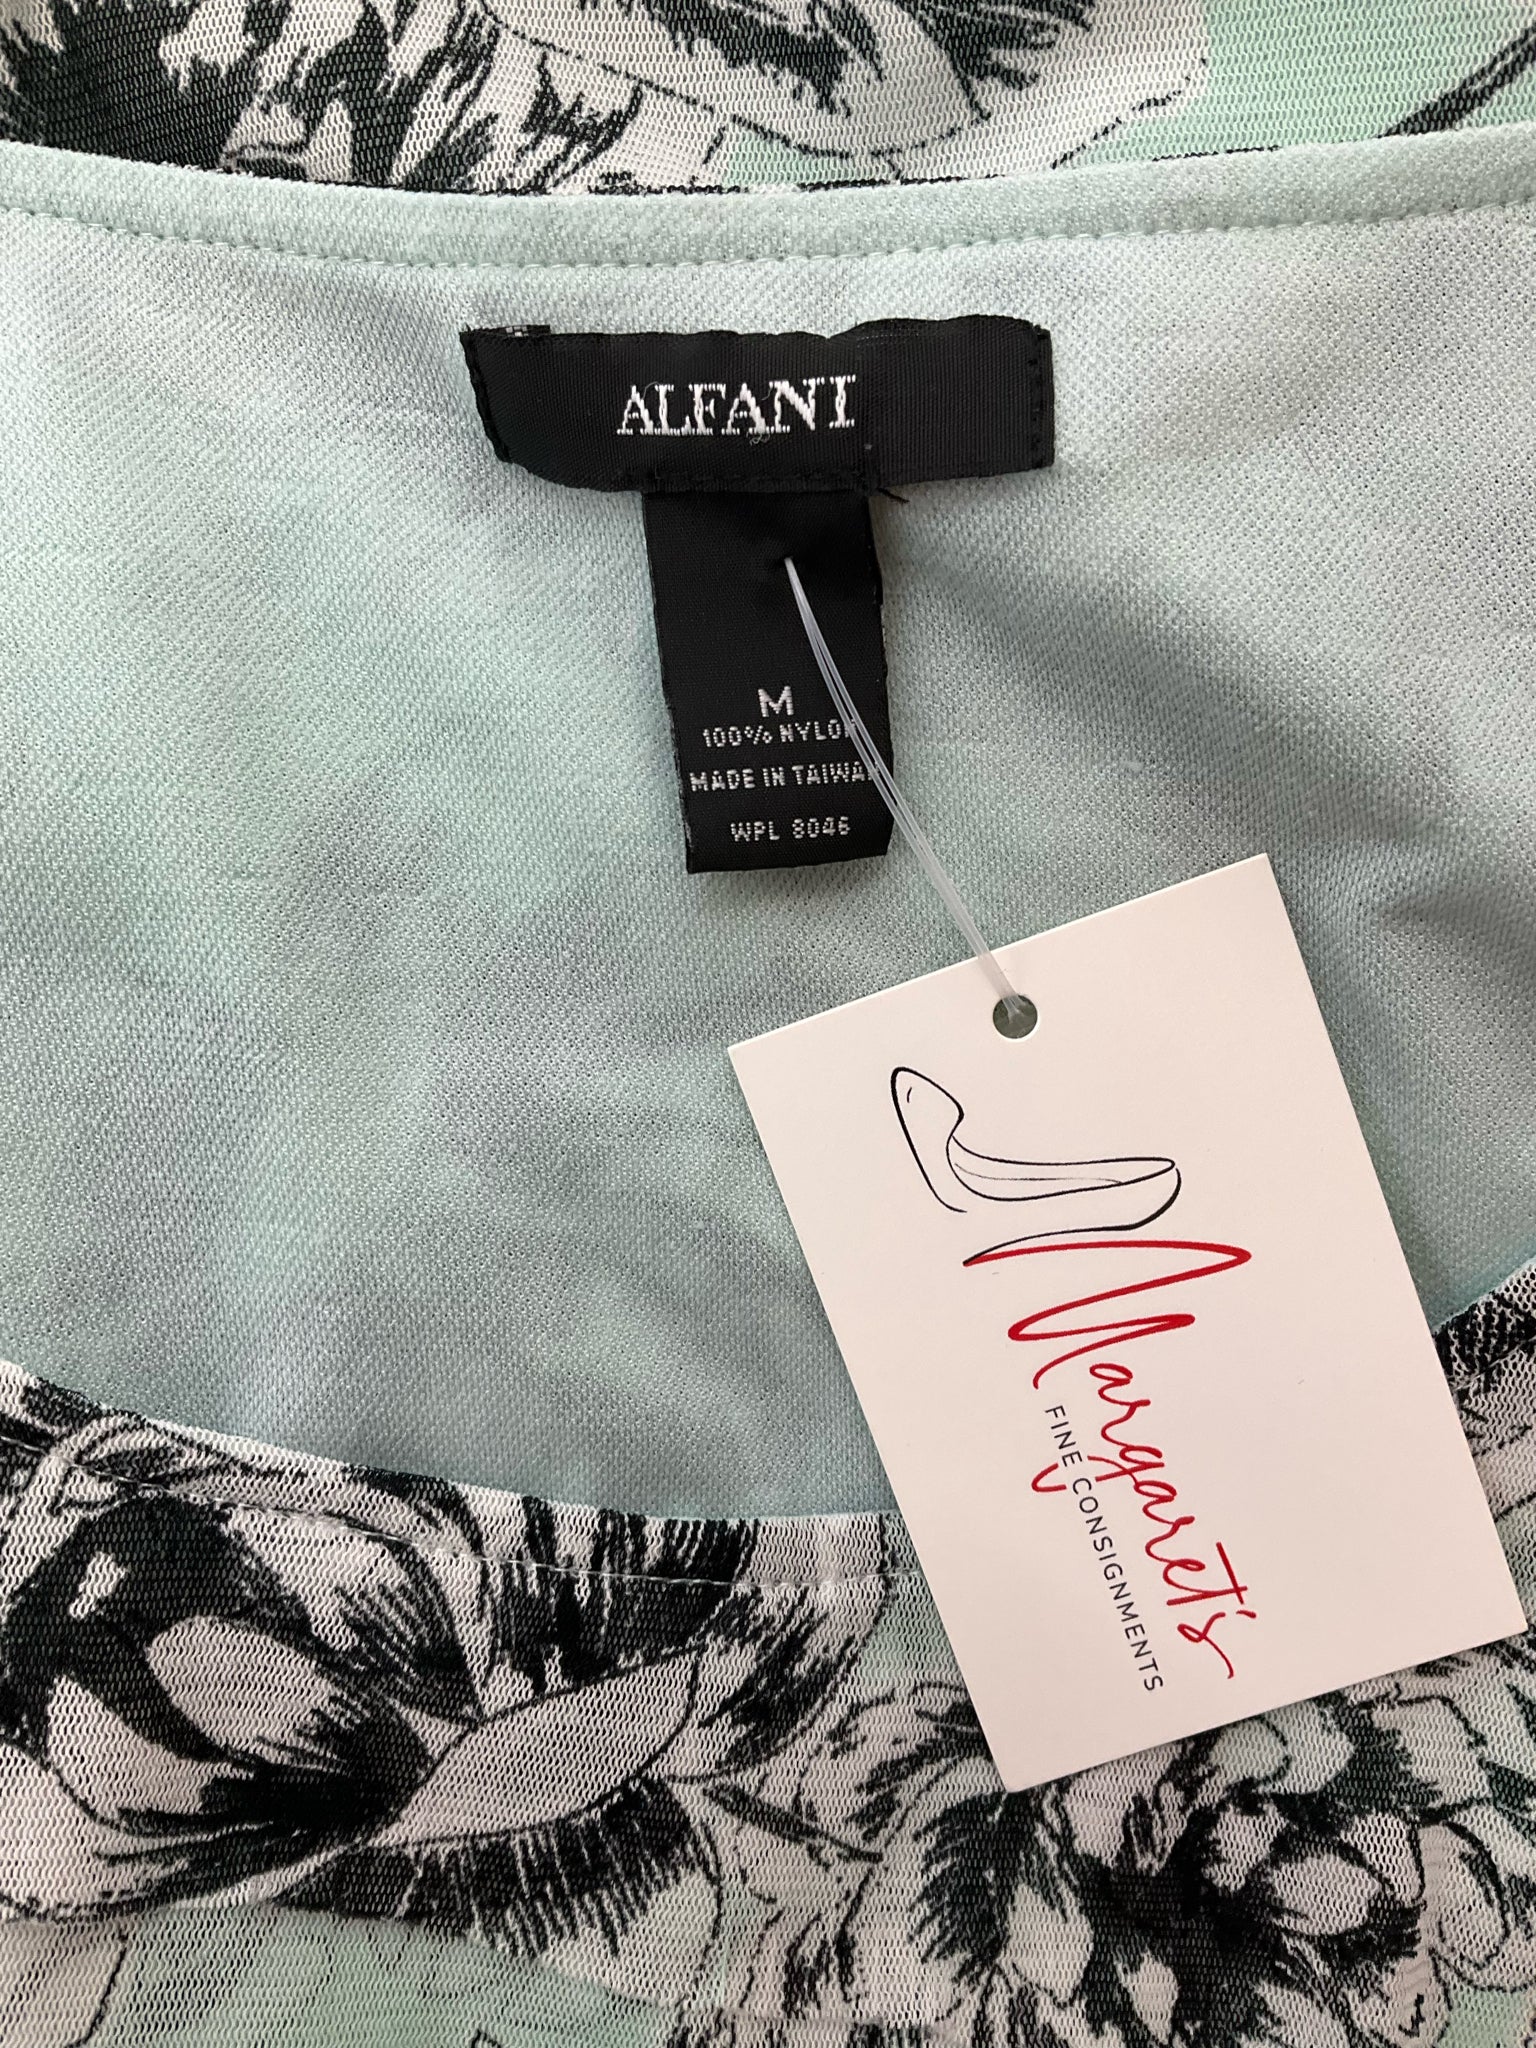 ALFANI
M
100% NYLON
MADE IN TAIWAN
WPL 8046
Margaret's
FINE CONSIGNMENTS